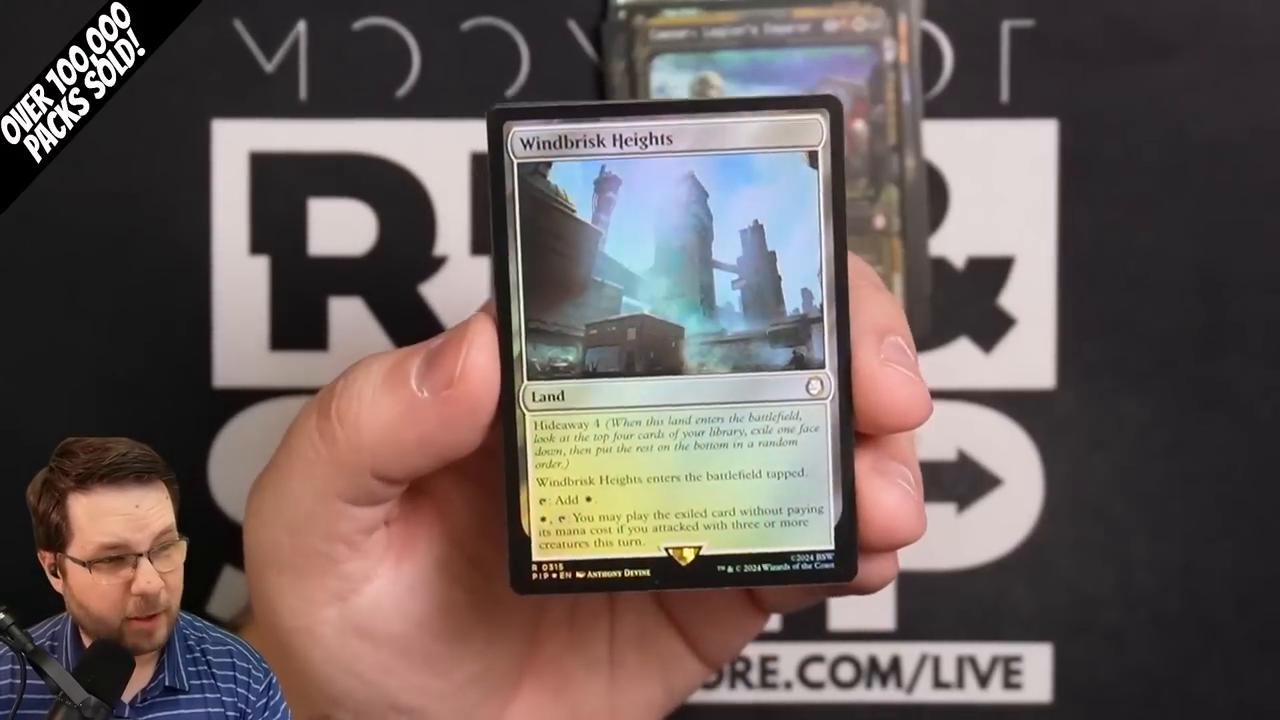 OVER 100,000
PACKS SOLD!
Caesar, Legion's Emperor
Windbrisk Heights
Land
Hideaway 4 (When this land enters the battlefield,
look at the top four cards of your library, exile one face
down, then put the rest on the bottom in a random
order.)
Windbrisk Heights enters the battlefield tapped.
: Add .
, : You may play the exiled card without paying
its mana cost if you attacked with three or more
creatures this turn.
R 0315
PIP ★ EN ANTHONY DEVINE
©2024 BSW
™ & © 2024 Wizards of the Coast
ORE.COM/LIVE